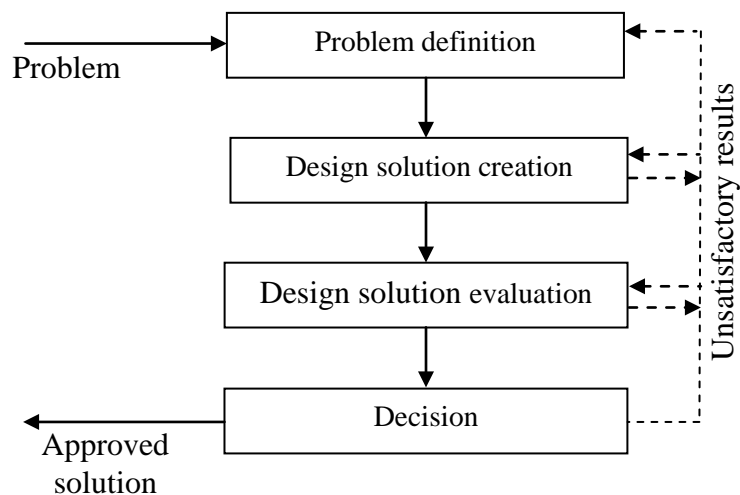 Problem definition
Problem
Design solution creation
Design solution evaluation
Unsatisfactory results
Decision
Approved
solution